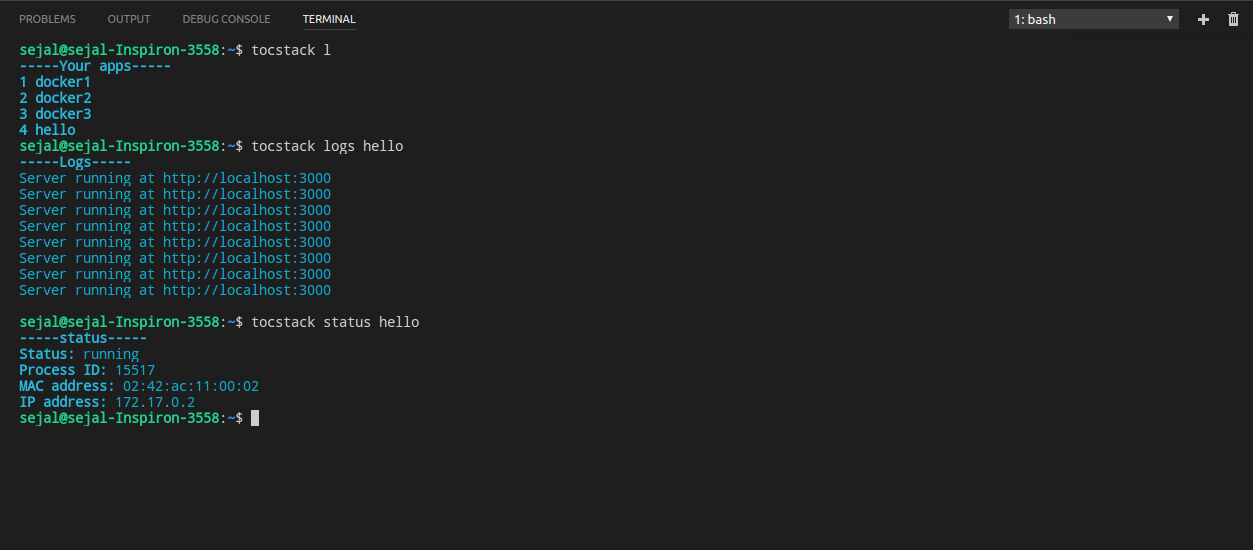 PROBLEMS OUTPUT DEBUG CONSOLE TERMINAL 1: bash
sejal@sejal-Inspiron-3558:~$ tocstack l
-----Your apps-----
1 docker1
2 docker2
3 docker3
4 hello
sejal@sejal-Inspiron-3558:~$ tocstack logs hello
-----Logs-----
Server running at http://localhost:3000
Server running at http://localhost:3000
Server running at http://localhost:3000
Server running at http://localhost:3000
Server running at http://localhost:3000
Server running at http://localhost:3000
Server running at http://localhost:3000
Server running at http://localhost:3000
sejal@sejal-Inspiron-3558:~$ tocstack status hello
-----status-----
Status: running
Process ID: 15517
MAC address: 02:42:ac:11:00:02
IP address: 172.17.0.2
sejal@sejal-Inspiron-3558:~$